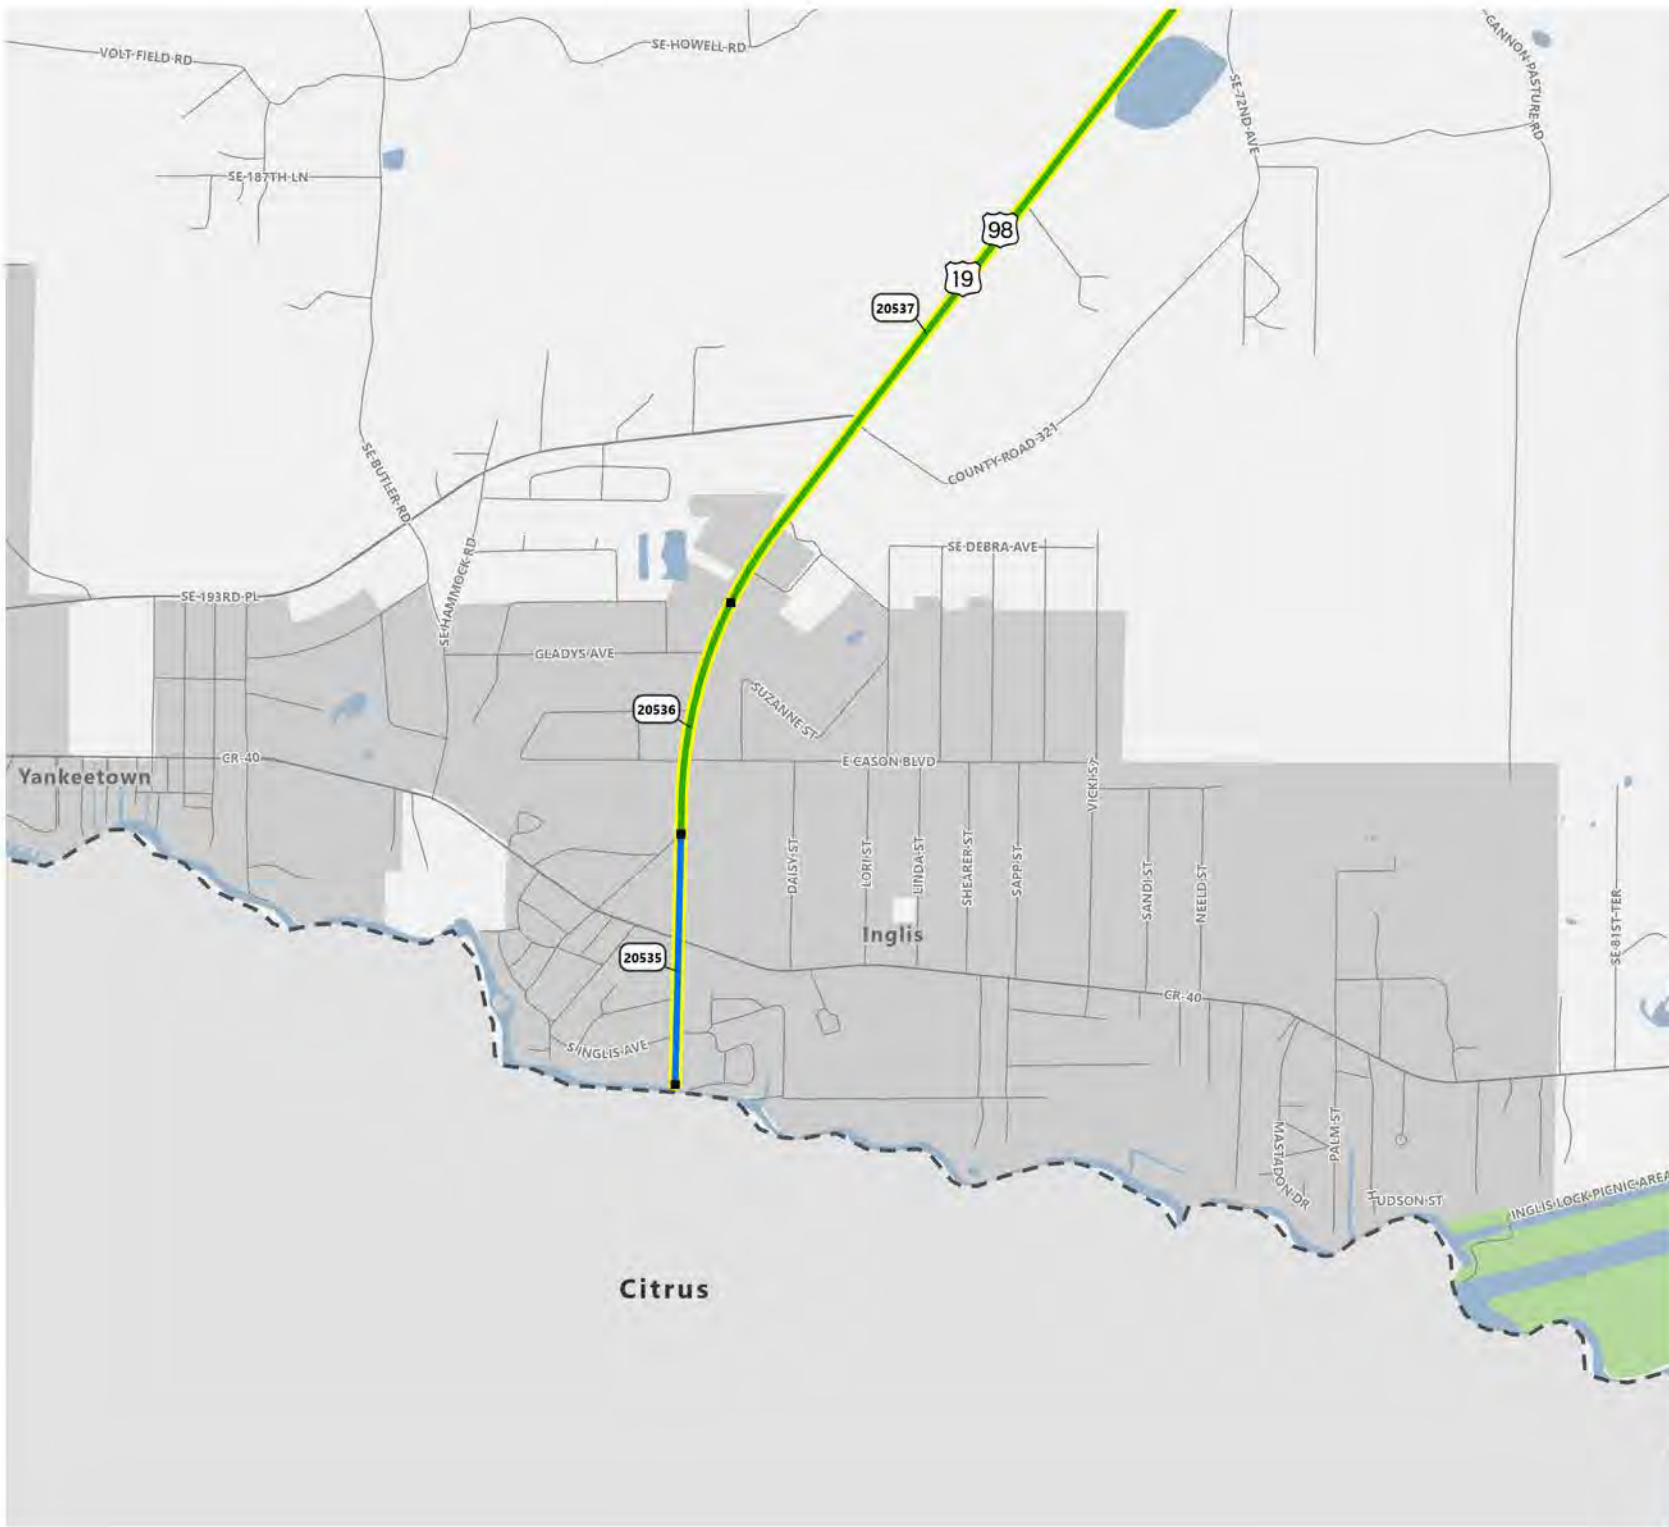 VOLT FIELD RD
SE HOWELL RD
CANNON PASTURE RD
SE 72ND AVE
SE 187TH LN
98
19
20537
COUNTY ROAD 321
SE BUTLER RD
SE HAMMOCK RD
SE DEBRA AVE
SE 193RD PL
GLADYS AVE
SUZANNE ST
20536
CR-40
Yankeetown
E CASON BLVD
VICKI ST
DAISY ST
LORI ST
LINDA ST
SHEARER ST
SAPP ST
SANDI ST
NEELD ST
SE 81ST TER
Inglis
20535
CR-40
S INGLIS AVE
MASTADON DR
PALM ST
HUDSON ST
INGLIS LOCK PICNIC AREA
Citrus